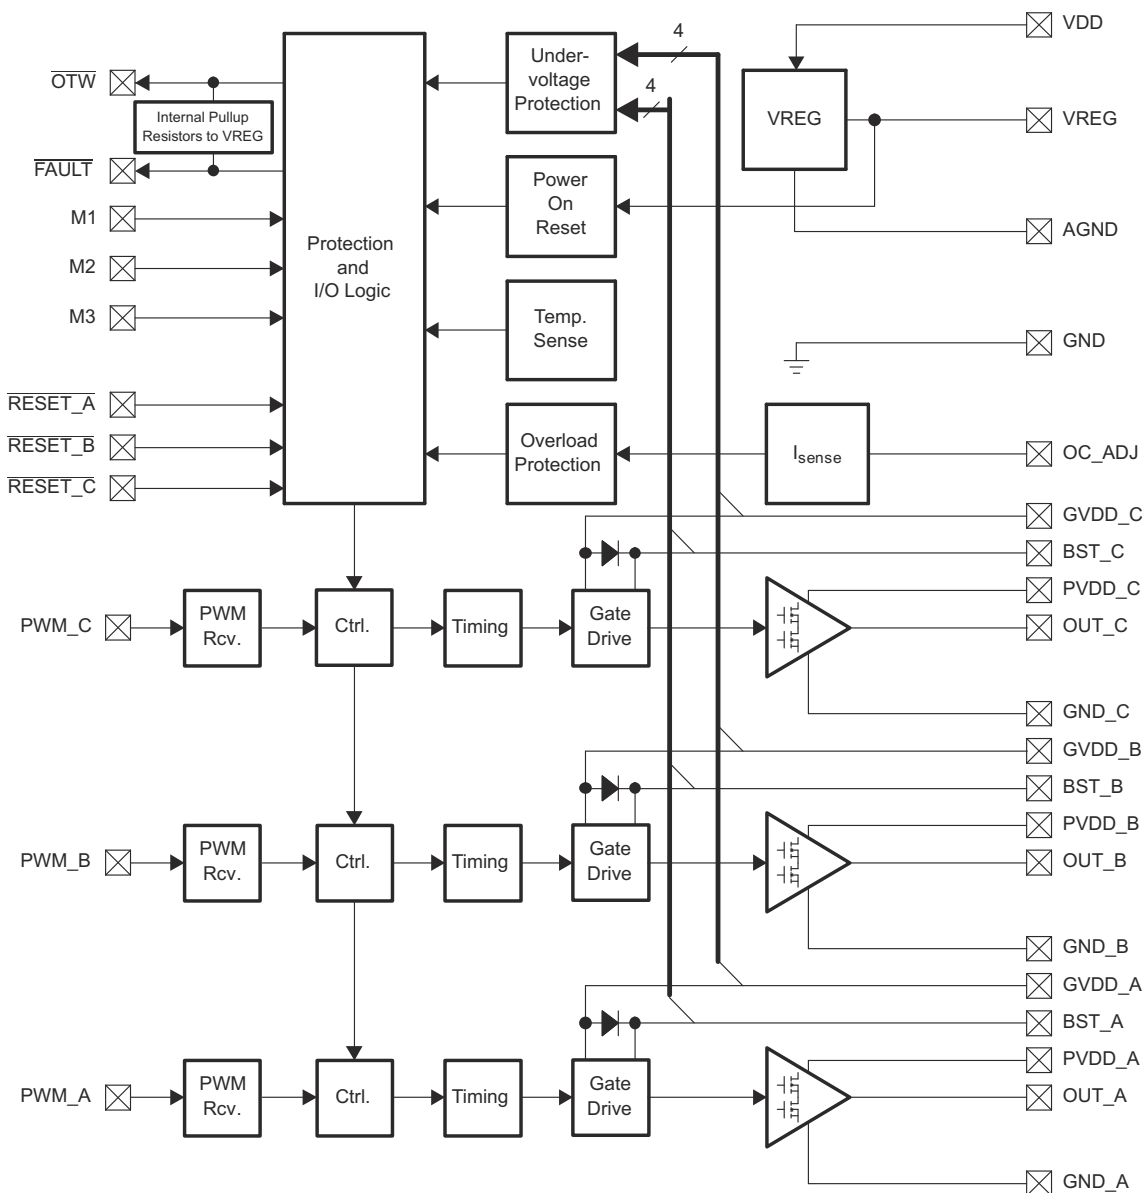 4
VDD
OTW
Under-
voltage
Protection
4
Internal Pullup
Resistors to VREG
VREG
VREG
FAULT
Power
On
Reset
M1
AGND
Protection
and
I/O Logic
M2
M3
Temp.
Sense
GND
RESET_A
RESET_B
Overload
Protection
Isense
OC_ADJ
RESET_C
GVDD_C
BST_C
PVDD_C
PWM_C
PWM
Rcv.
Ctrl.
Timing
Gate
Drive
OUT_C
GND_C
GVDD_B
BST_B
PVDD_B
PWM_B
PWM
Rcv.
Ctrl.
Timing
Gate
Drive
OUT_B
GND_B
GVDD_A
BST_A
PVDD_A
PWM_A
PWM
Rcv.
Ctrl.
Timing
Gate
Drive
OUT_A
GND_A